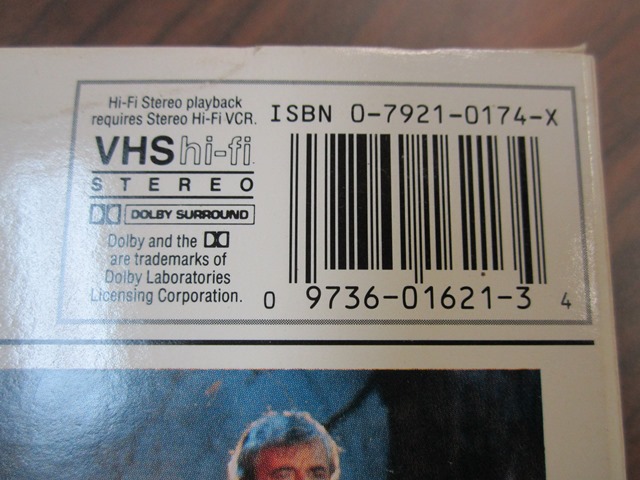 Hi-Fi Stereo playback
requires Stereo Hi-Fi VCR.
VHS hi-fi
STEREO
DOLBY SURROUND
Dolby and the
are trademarks of
Dolby Laboratories
Licensing Corporation.
ISBN 0-7921-0174-X
0 9736-01621-3 4